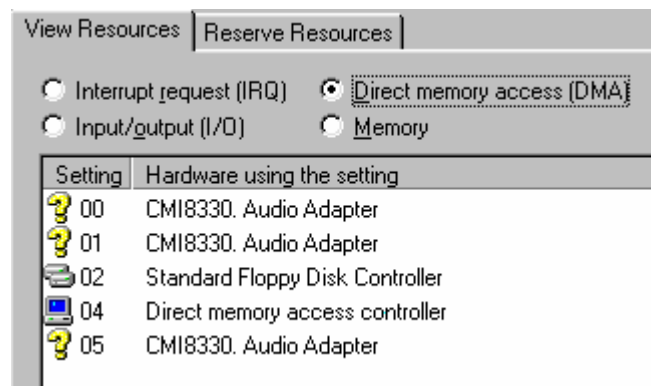 View Resources Reserve Resources
Interrupt request (IRQ) Direct memory access (DMA)
Input/output (I/O) Memory
Setting Hardware using the setting
00 CMI8330. Audio Adapter
01 CMI8330. Audio Adapter
02 Standard Floppy Disk Controller
04 Direct memory access controller
05 CMI8330. Audio Adapter